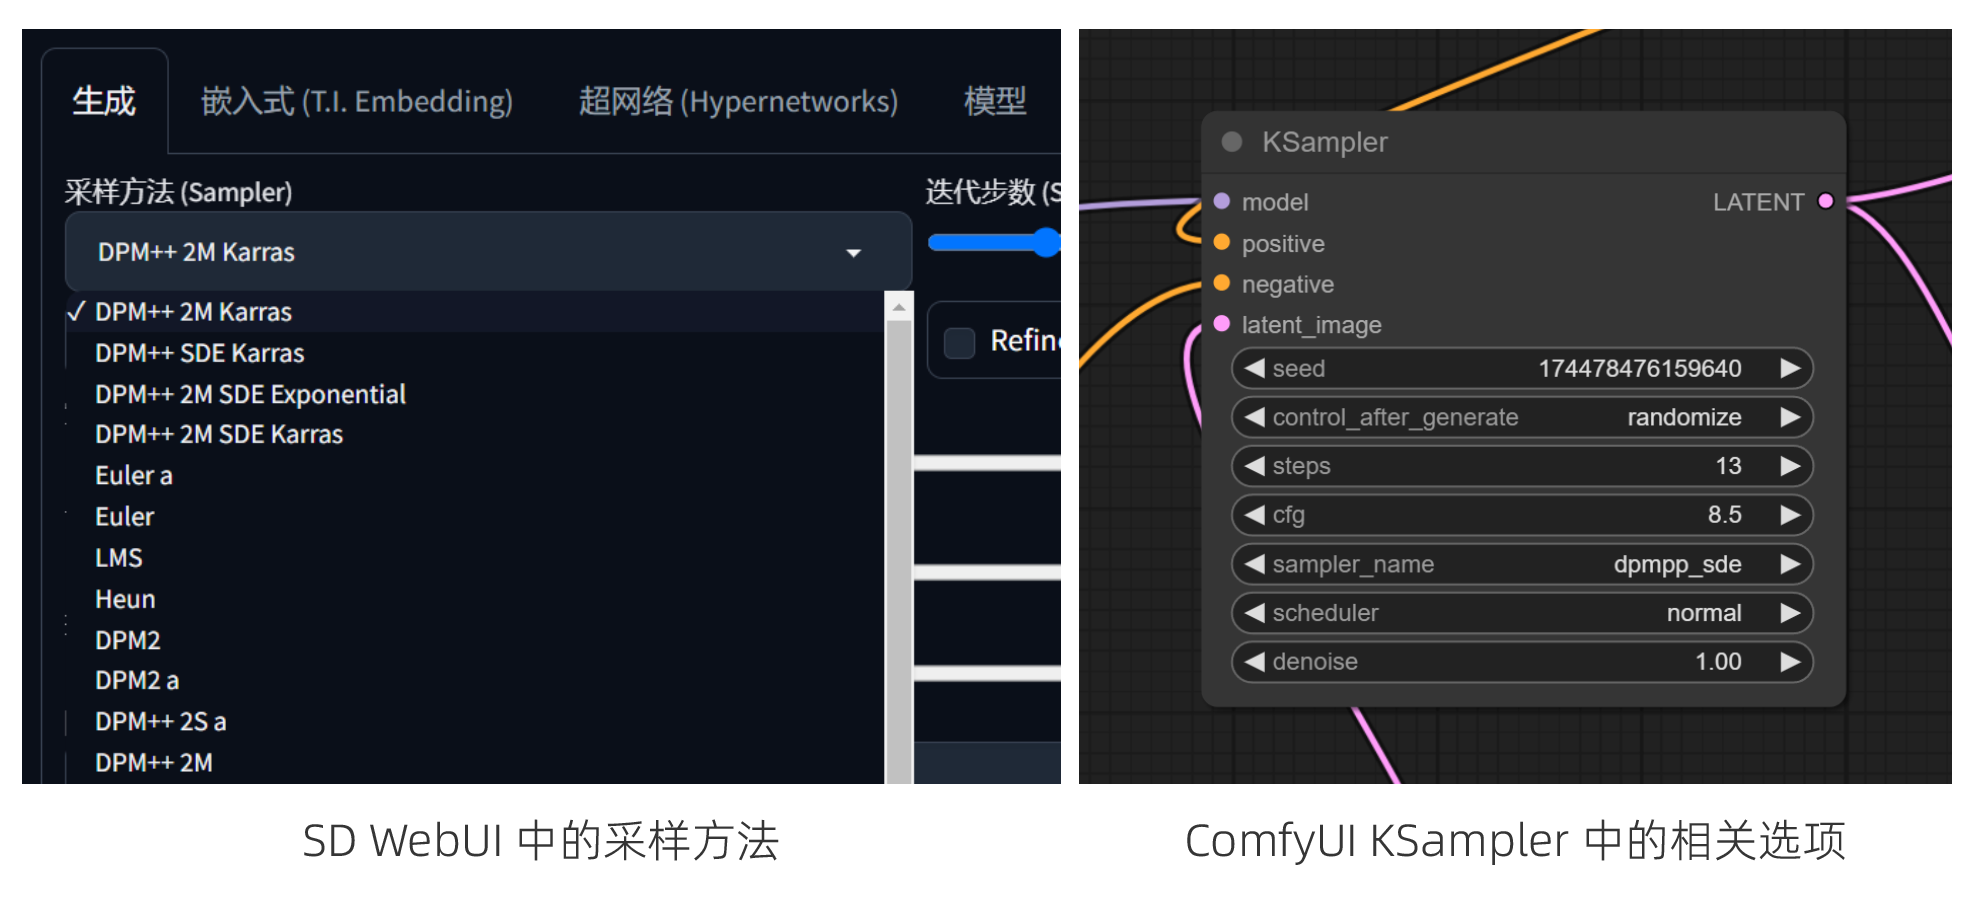 生成
嵌入式 (T.I. Embedding)
超网络 (Hypernetworks)
模型
采样方法 (Sampler)
迭代步数 (S
DPM++ 2M Karras
✓ DPM++ 2M Karras
DPM++ SDE Karras
DPM++ 2M SDE Exponential
DPM++ 2M SDE Karras
Euler a
Euler
LMS
Heun
DPM2
DPM2 a
DPM++ 2S a
DPM++ 2M
Refine
SD WebUI 中的采样方法
KSampler
model
LATENT
positive
negative
latent_image
seed 174478476159640
control_after_generate randomize
steps 13
cfg 8.5
sampler_name dpmpp_sde
scheduler normal
denoise 1.00
ComfyUI KSampler 中的相关选项